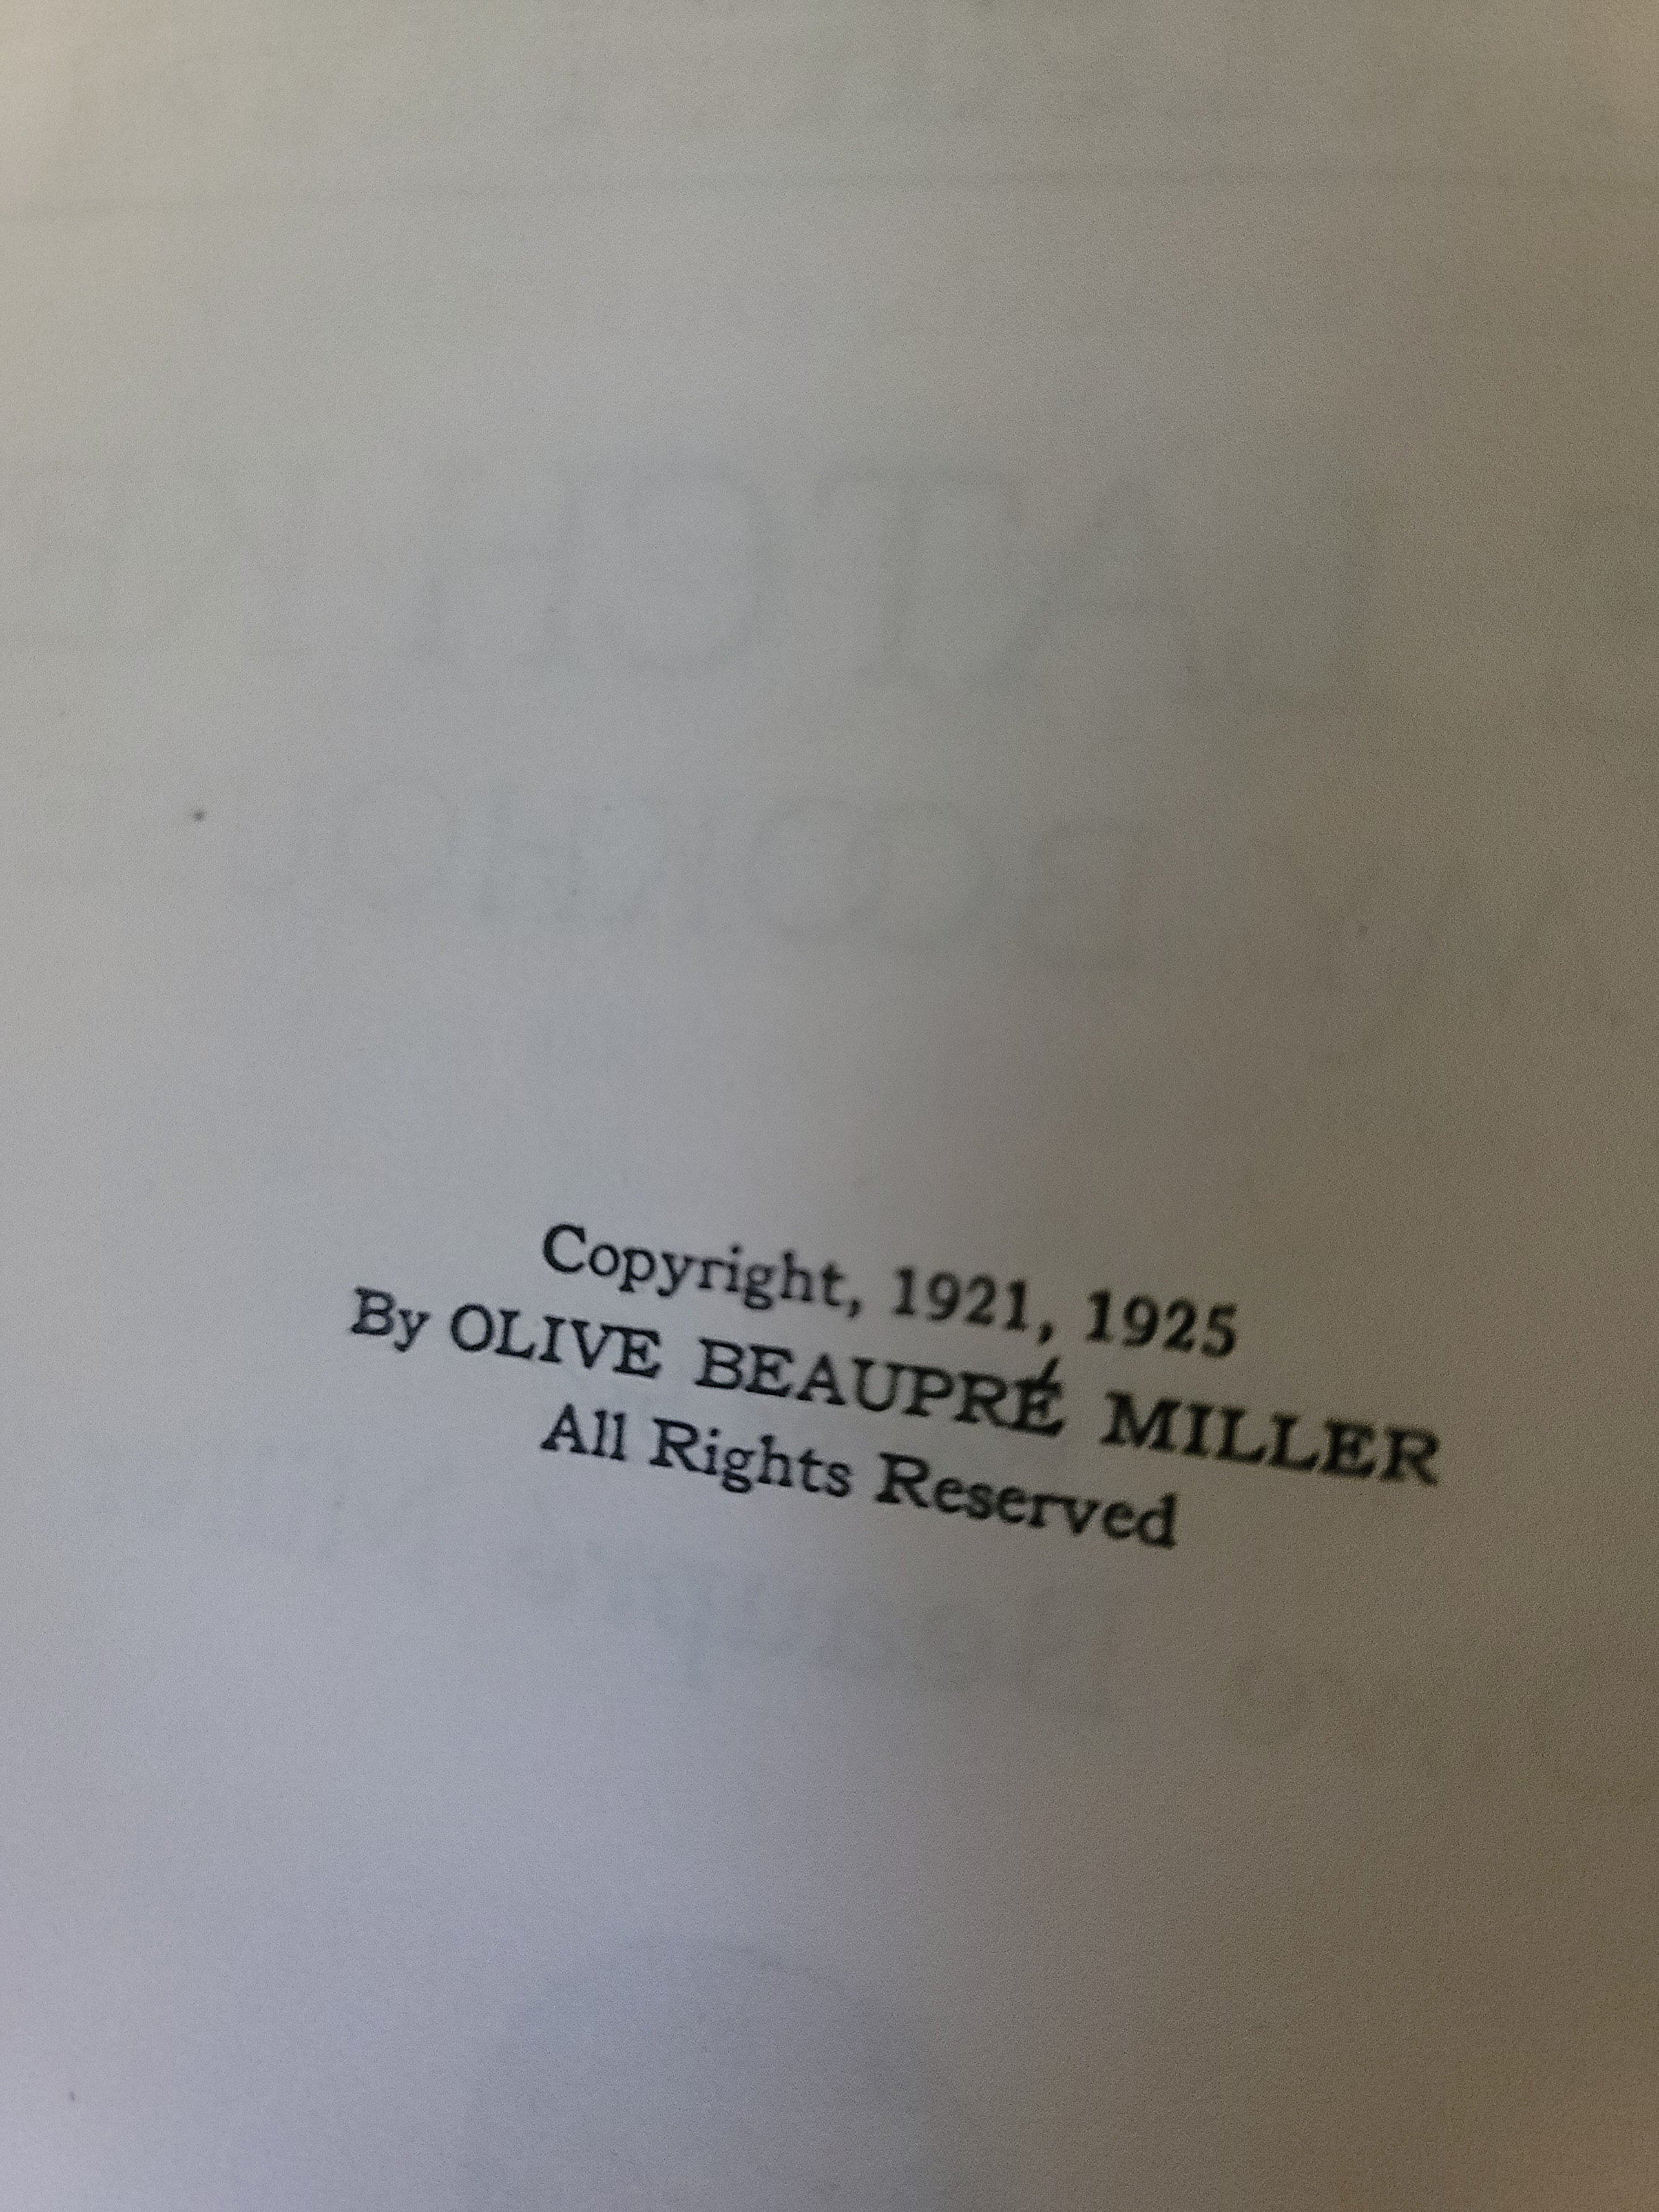 Copyright, 1921, 1925
By OLIVE BEAUPRÉ MILLER
All Rights Reserved